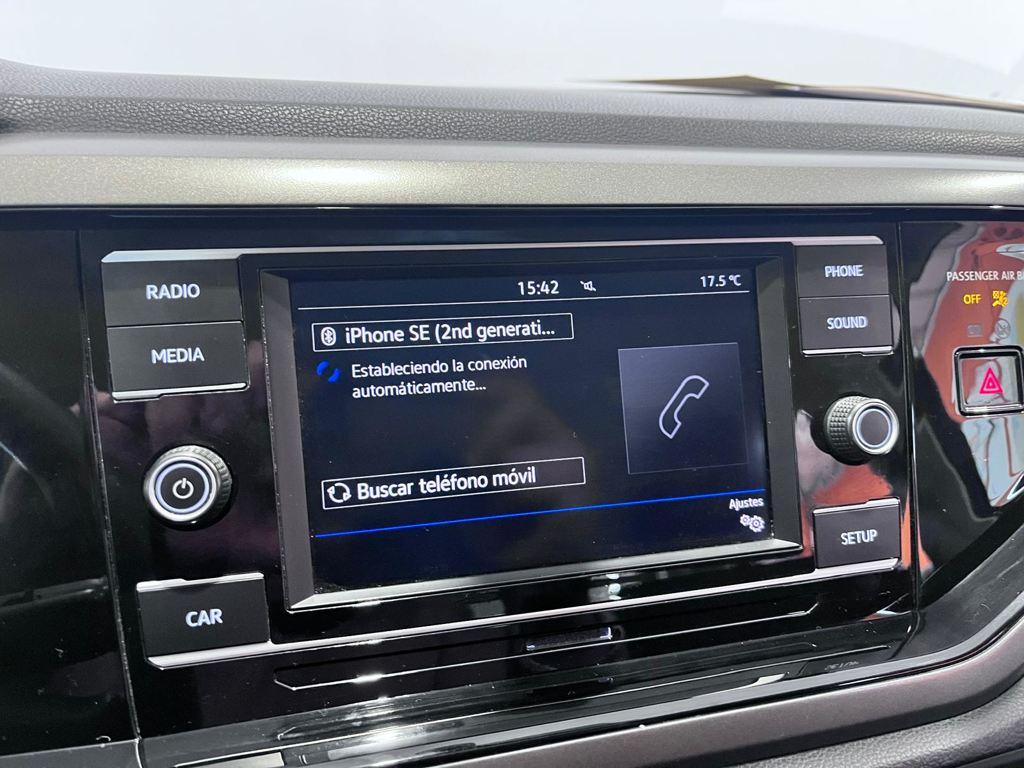 RADIO
MEDIA
CAR
15:42
17.5 °C
iPhone SE (2nd generati...
Estableciendo la conexión
automáticamente...
Buscar teléfono móvil
Ajustes
PHONE
SOUND
SETUP
PASSENGER AIR
OFF